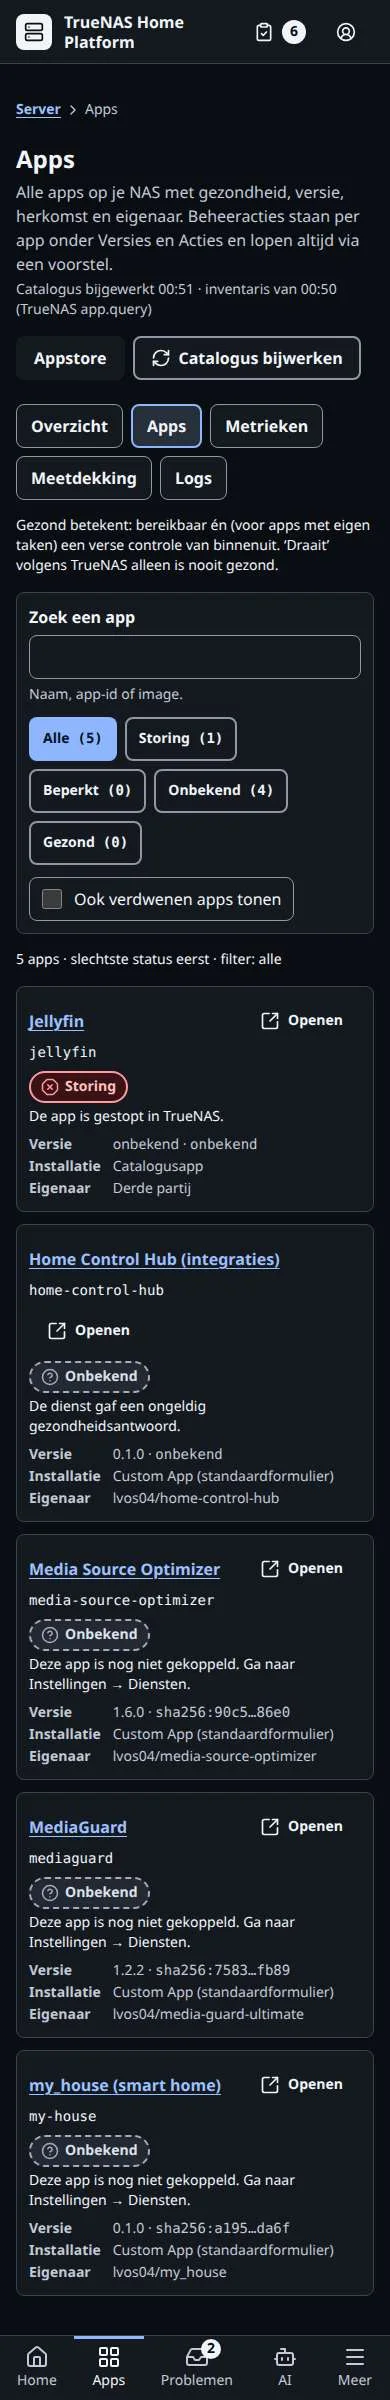 TrueNAS Home
Platform
6
Server > Apps
Apps
Alle apps op je NAS met gezondheid, versie,
herkomst en eigenaar. Beheeracties staan per
app onder Versies en Acties en lopen altijd via
een voorstel.
Catalogus bijgewerkt 00:51 · inventaris van 00:50
(TrueNAS app.query)
Appstore
Catalogus bijwerken
Overzicht
Apps
Metrieken
Meetdekking
Logs
Gezond betekent: bereikbaar én (voor apps met eigen
taken) een verse controle van binnenuit. ‘Draait’
volgens TrueNAS alleen is nooit gezond.
Zoek een app
Naam, app-id of image.
Alle (5)
Storing (1)
Beperkt (0)
Onbekend (4)
Gezond (0)
Ook verdwenen apps tonen
5 apps · slechtste status eerst · filter: alle
Jellyfin
Openen
jellyfin
Storing
De app is gestopt in TrueNAS.
Versie onbekend · onbekend
Installatie Catalogusapp
Eigenaar Derde partij
Home Control Hub (integraties)
home-control-hub
Openen
Onbekend
De dienst gaf een ongeldig
gezondheidsantwoord.
Versie 0.1.0 · onbekend
Installatie Custom App (standaardformulier)
Eigenaar lvos04/home-control-hub
Media Source Optimizer
Openen
media-source-optimizer
Onbekend
Deze app is nog niet gekoppeld. Ga naar
Instellingen → Diensten.
Versie 1.6.0 · sha256:90c5…86e0
Installatie Custom App (standaardformulier)
Eigenaar lvos04/media-source-optimizer
MediaGuard
Openen
mediaguard
Onbekend
Deze app is nog niet gekoppeld. Ga naar
Instellingen → Diensten.
Versie 1.2.2 · sha256:7583…fb89
Installatie Custom App (standaardformulier)
Eigenaar lvos04/media-guard-ultimate
my_house (smart home)
Openen
my-house
Onbekend
Deze app is nog niet gekoppeld. Ga naar
Instellingen → Diensten.
Versie 0.1.0 · sha256:a195…da6f
Installatie Custom App (standaardformulier)
Eigenaar lvos04/my_house
2
Home
Apps
Problemen
AI
Meer